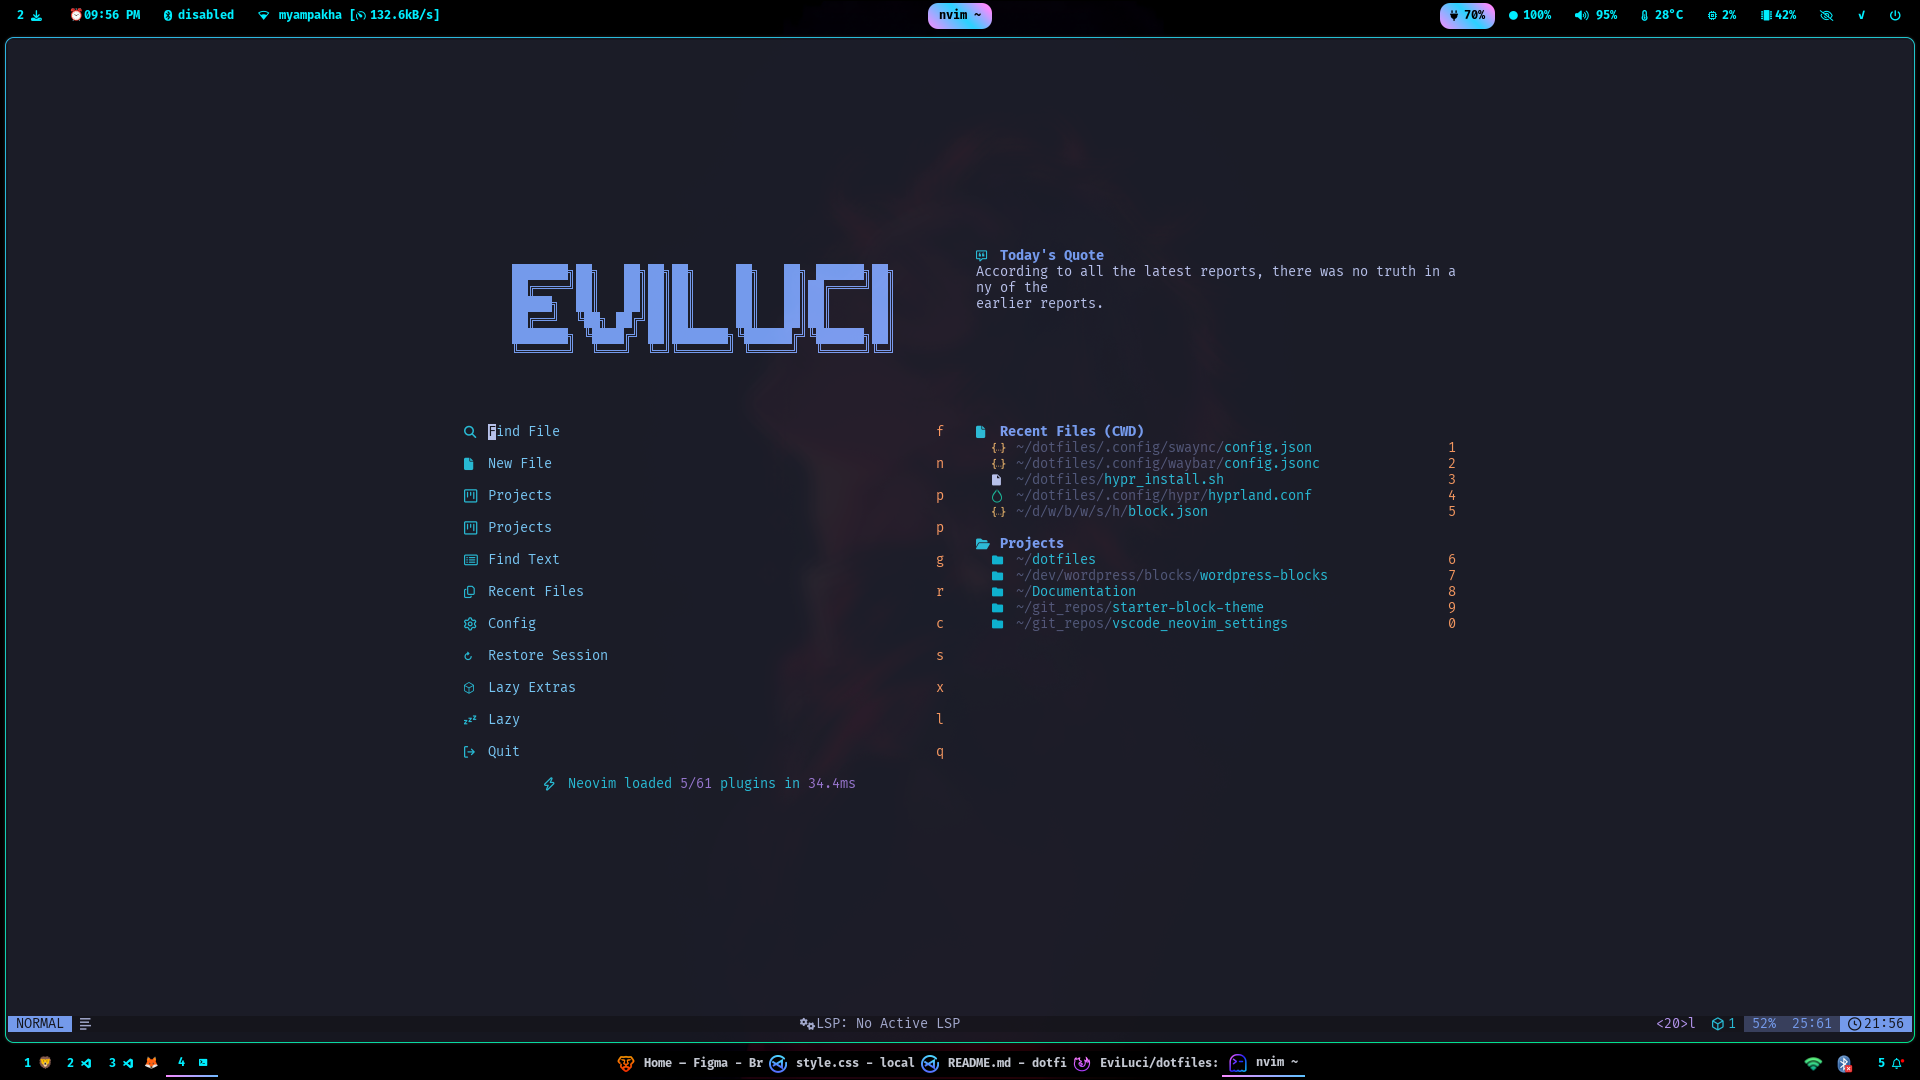 2 09:56 PM disabled myampakha [ 132.6kB/s] nvim ~ 70% 100% 95% 28°C 2% 42% √
EVILUCI
Today's Quote
According to all the latest reports, there was no truth in a
ny of the
earlier reports.
Find File f
New File n
Projects p
Projects p
Find Text g
Recent Files r
Config c
Restore Session s
Lazy Extras x
Lazy l
Quit q
Neovim loaded 5/61 plugins in 34.4ms
Recent Files (CWD)
~/dotfiles/.config/swaync/config.json 1
~/dotfiles/.config/waybar/config.jsonc 2
~/dotfiles/hypr_install.sh 3
~/dotfiles/.config/hypr/hyprland.conf 4
~/d/w/b/w/s/h/block.json 5
Projects
~/dotfiles 6
~/dev/wordpress/blocks/wordpress-blocks 7
~/Documentation 8
~/git_repos/starter-block-theme 9
~/git_repos/vscode_neovim_settings 0
NORMAL LSP: No Active LSP <20>l 1 52% 25:61 21:56
1 2 3 4 Home – Figma - Br style.css - local README.md - dotfi EviLuci/dotfiles: nvim ~ 5